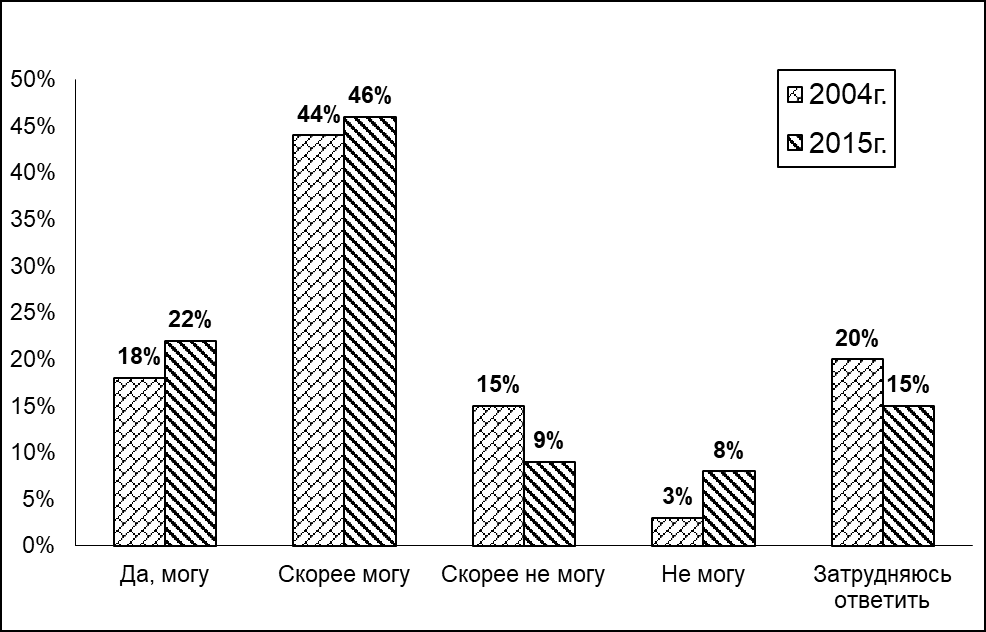 50%
45%
40%
35%
30%
25%
20%
15%
10%
5%
0%
18%
22%
44%
46%
15%
9%
3%
8%
20%
15%
2004г.
2015г.
Да, могу
Скорее могу
Скорее не могу
Не могу
Затрудняюсь
ответить